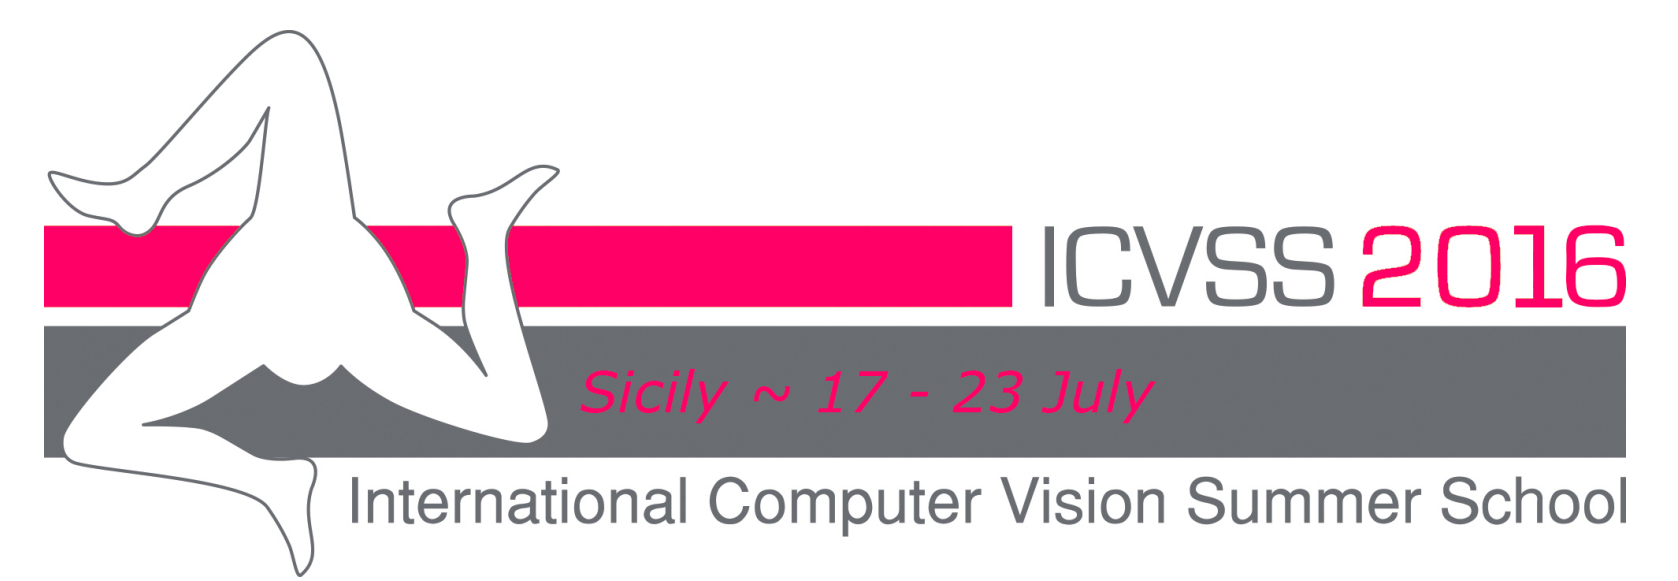 ICVSS 2016
Sicily ~ 17 - 23 July
International Computer Vision Summer School